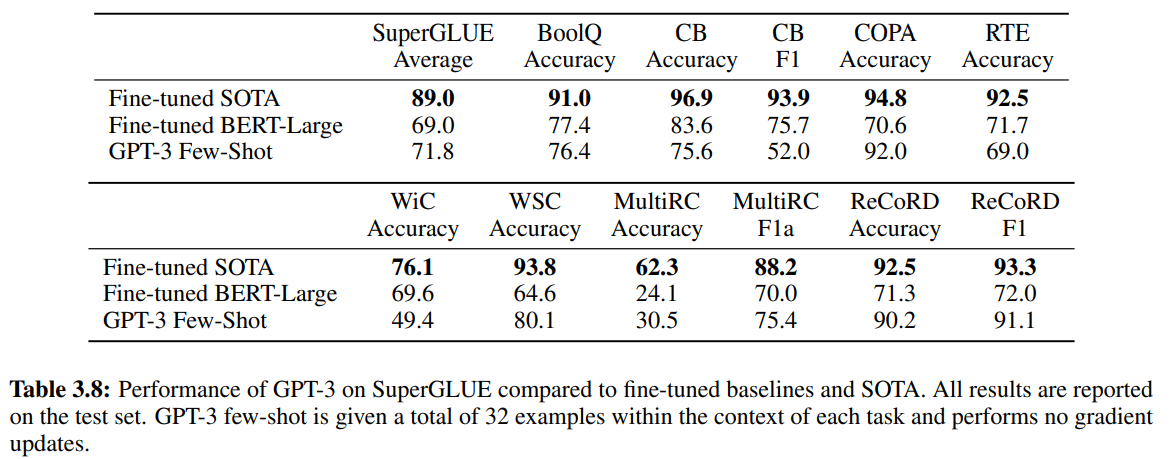 SuperGLUE BoolQ CB CB COPA RTE
Average Accuracy Accuracy F1 Accuracy Accuracy
Fine-tuned SOTA 89.0 91.0 96.9 93.9 94.8 92.5
Fine-tuned BERT-Large 69.0 77.4 83.6 75.7 70.6 71.7
GPT-3 Few-Shot 71.8 76.4 75.6 52.0 92.0 69.0
WiC WSC MultiRC MultiRC ReCoRD ReCoRD
Accuracy Accuracy Accuracy F1a Accuracy F1
Fine-tuned SOTA 76.1 93.8 62.3 88.2 92.5 93.3
Fine-tuned BERT-Large 69.6 64.6 24.1 70.0 71.3 72.0
GPT-3 Few-Shot 49.4 80.1 30.5 75.4 90.2 91.1
Table 3.8: Performance of GPT-3 on SuperGLUE compared to fine-tuned baselines and SOTA. All results are reported
on the test set. GPT-3 few-shot is given a total of 32 examples within the context of each task and performs no gradient
updates.